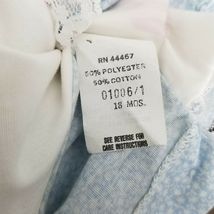 RN 44467
50% POLYESTER
50% COTTON
01006/1
18 MOS.
SEE REVERSE FOR
CARE INSTRUCTIONS